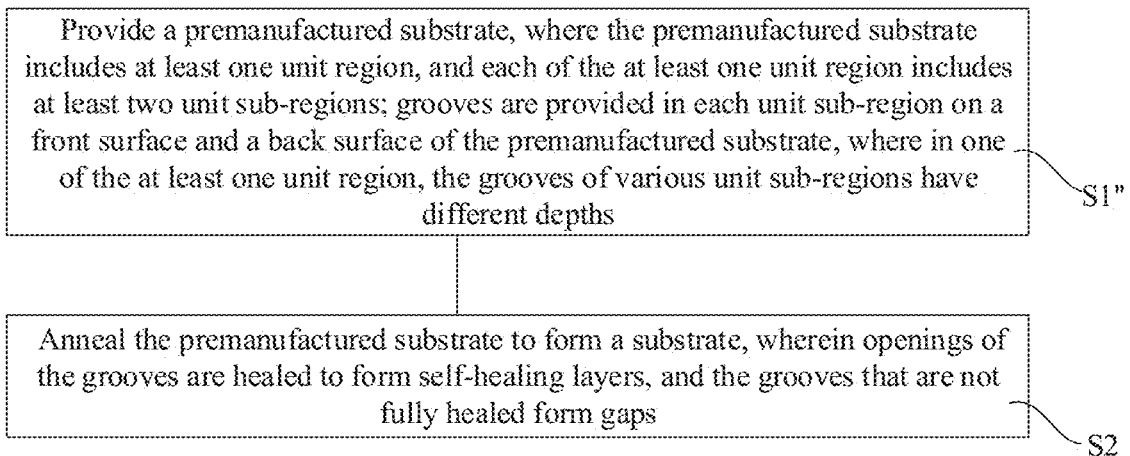 Provide a premanufactured substrate, where the premanufactured substrate
includes at least one unit region, and each of the at least one unit region includes
at least two unit sub-regions; grooves are provided in each unit sub-region on a
front surface and a back surface of the premanufactured substrate, where in one
of the at least one unit region, the grooves of various unit sub-regions have
different depths
S1"
Anneal the premanufactured substrate to form a substrate, wherein openings of
the grooves are healed to form self-healing layers, and the grooves that are not
fully healed form gaps
S2